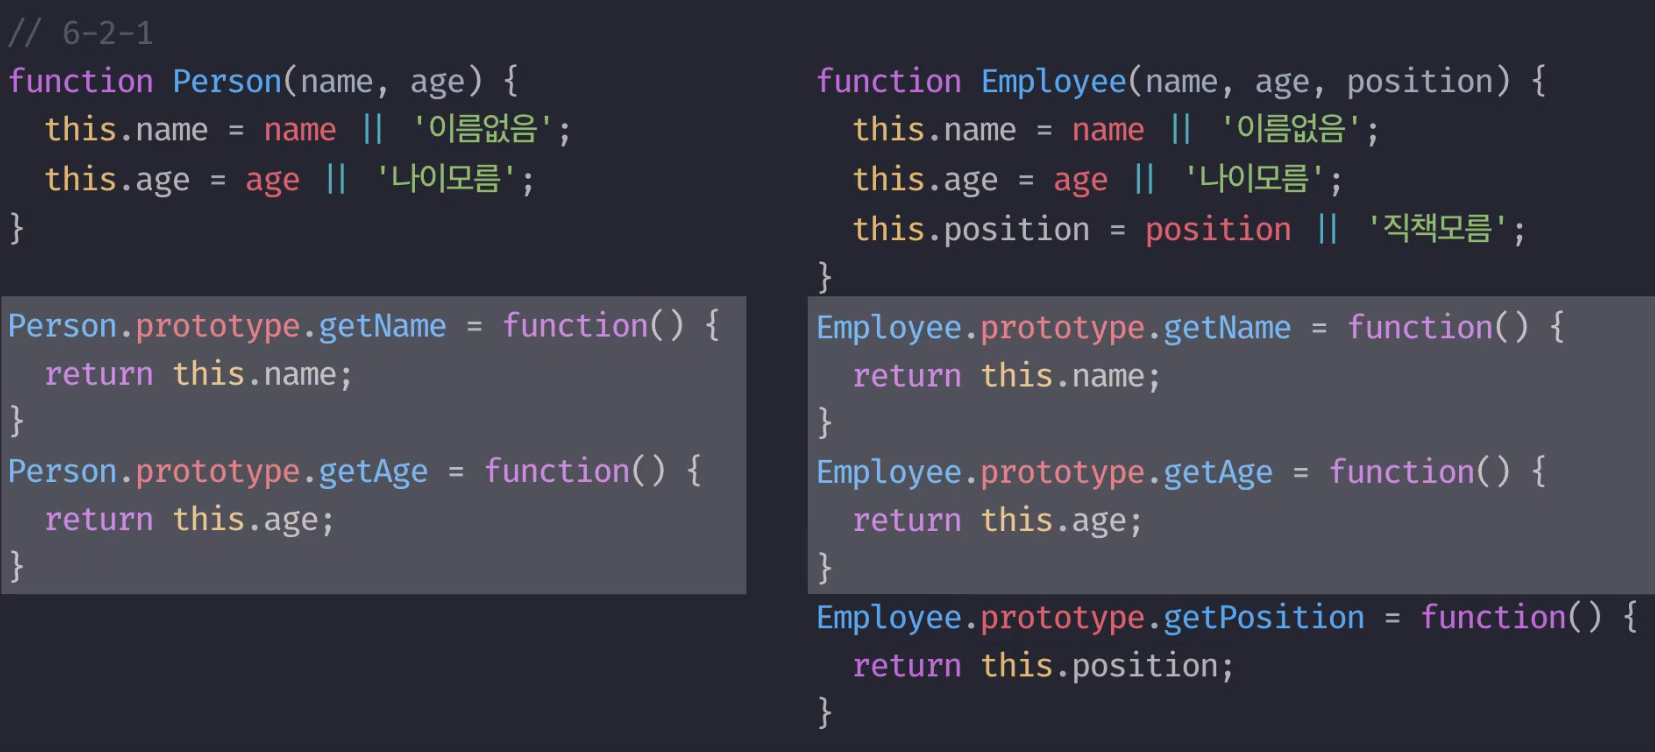 // 6-2-1
function Person(name, age) {
  this.name = name || '이름없음';
  this.age = age || '나이모름';
}
Person.prototype.getName = function() {
  return this.name;
}
Person.prototype.getAge = function() {
  return this.age;
}
function Employee(name, age, position) {
  this.name = name || '이름없음';
  this.age = age || '나이모름';
  this.position = position || '직책모름';
}
Employee.prototype.getName = function() {
  return this.name;
}
Employee.prototype.getAge = function() {
  return this.age;
}
Employee.prototype.getPosition = function() {
  return this.position;
}